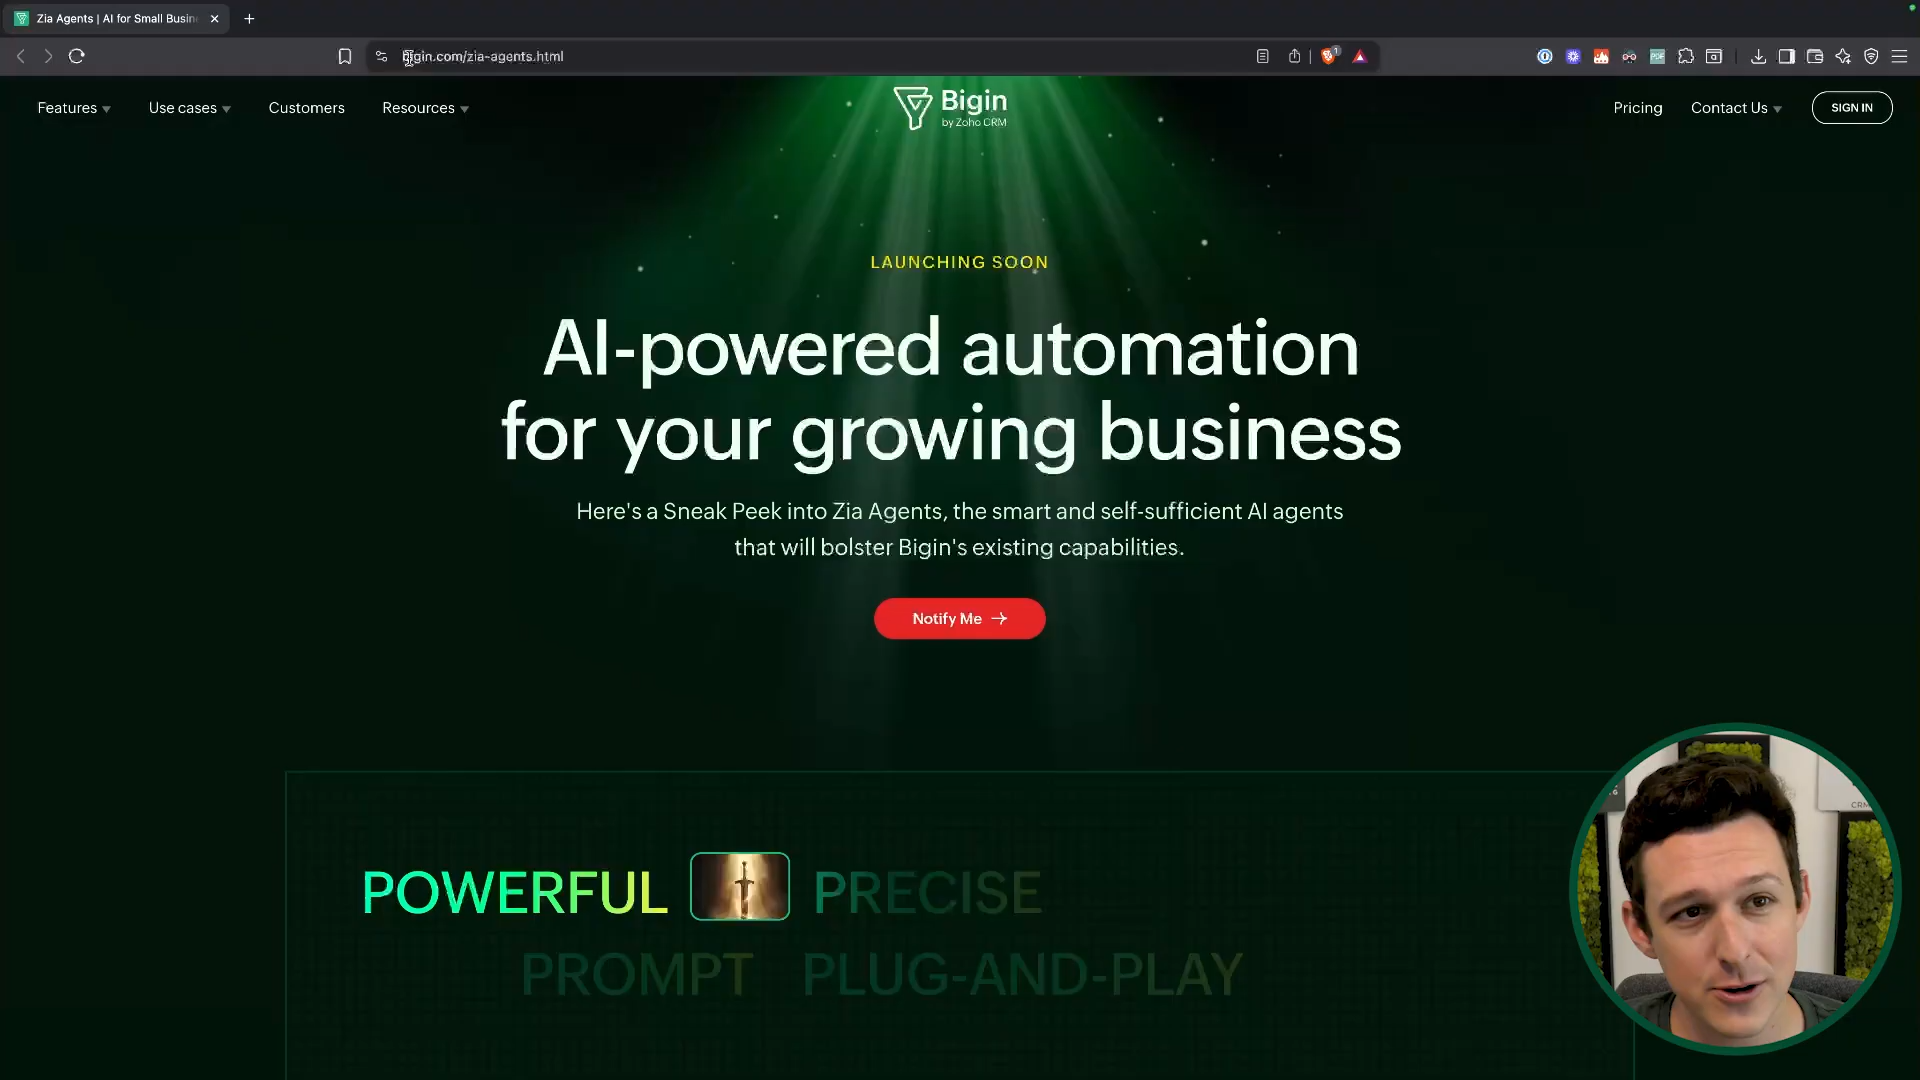 Zia Agents | AI for Small Busin
bigin.com/zia-agents.html
1
PDF
Features
Use cases
Customers
Resources
Bigin
by Zoho CRM
Pricing
Contact Us
SIGN IN
LAUNCHING SOON
AI-powered automation
for your growing business
Here's a Sneak Peek into Zia Agents, the smart and self-sufficient AI agents
that will bolster Bigin's existing capabilities.
Notify Me →
POWERFUL PRECISE
PROMPT PLUG-AND-PLAY
CRM